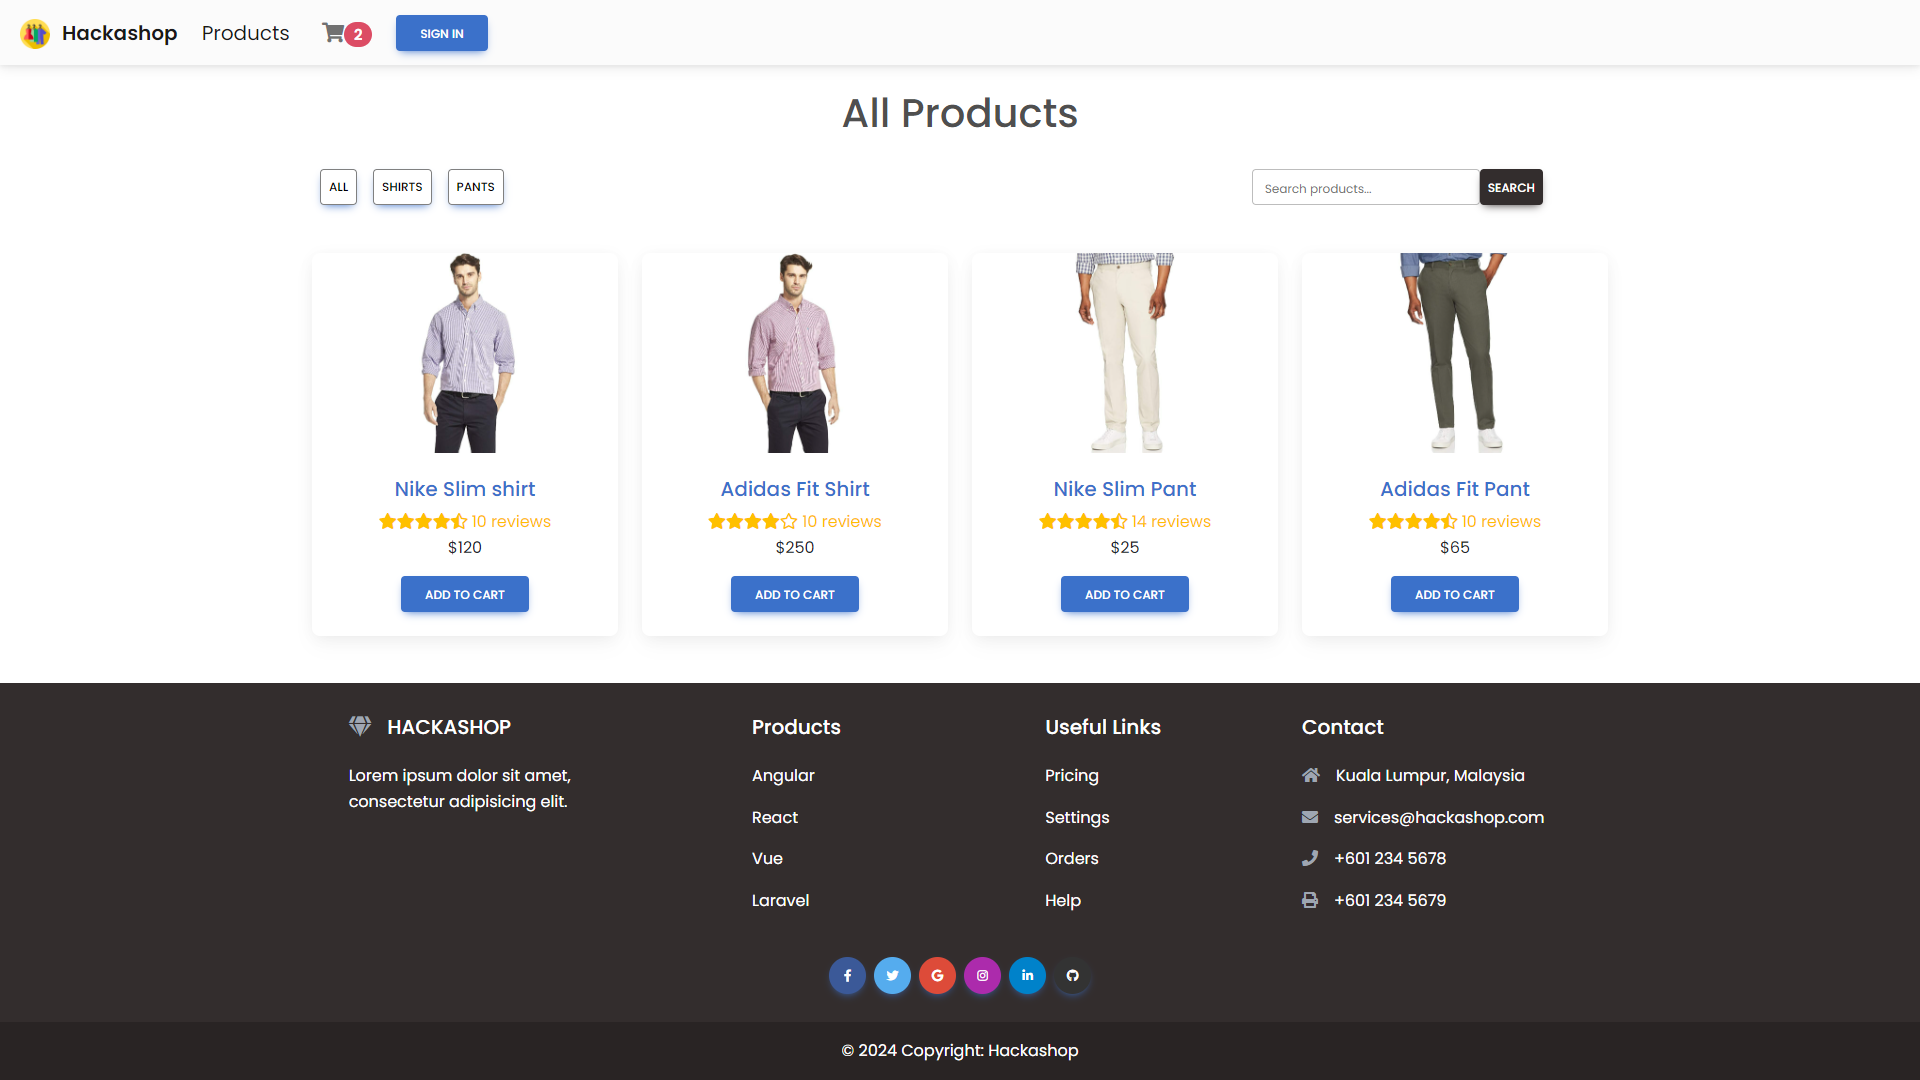 Hackashop Products 2 SIGN IN
All Products
ALL SHIRTS PANTS Search products... SEARCH
Nike Slim shirt
10 reviews
$120
ADD TO CART
Adidas Fit Shirt
10 reviews
$250
ADD TO CART
Nike Slim Pant
14 reviews
$25
ADD TO CART
Adidas Fit Pant
10 reviews
$65
ADD TO CART
HACKASHOP
Lorem ipsum dolor sit amet,
consectetur adipisicing elit.
Products
Angular
React
Vue
Laravel
Useful Links
Pricing
Settings
Orders
Help
Contact
Kuala Lumpur, Malaysia
services@hackashop.com
+601 234 5678
+601 234 5679
© 2024 Copyright: Hackashop